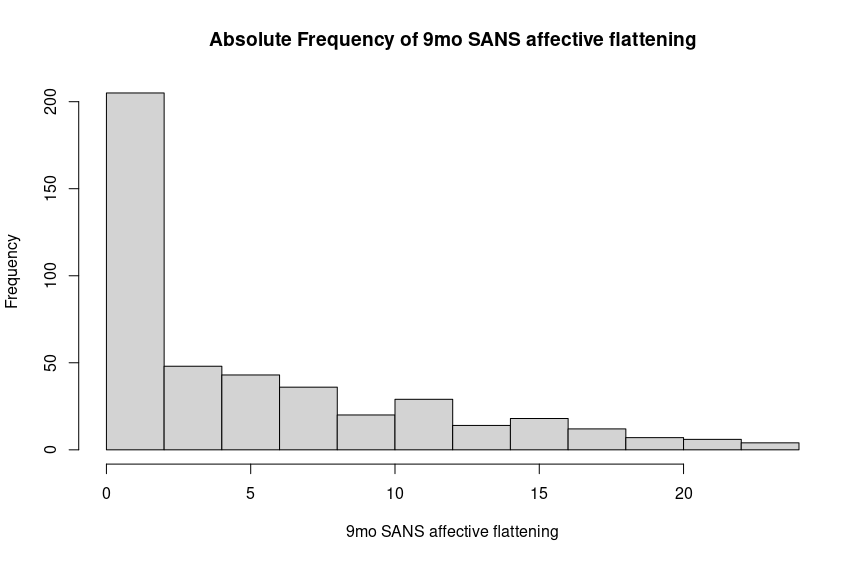 Absolute Frequency of 9mo SANS affective flattening
Frequency
200
150
100
50
0
0 5 10 15 20
9mo SANS affective flattening